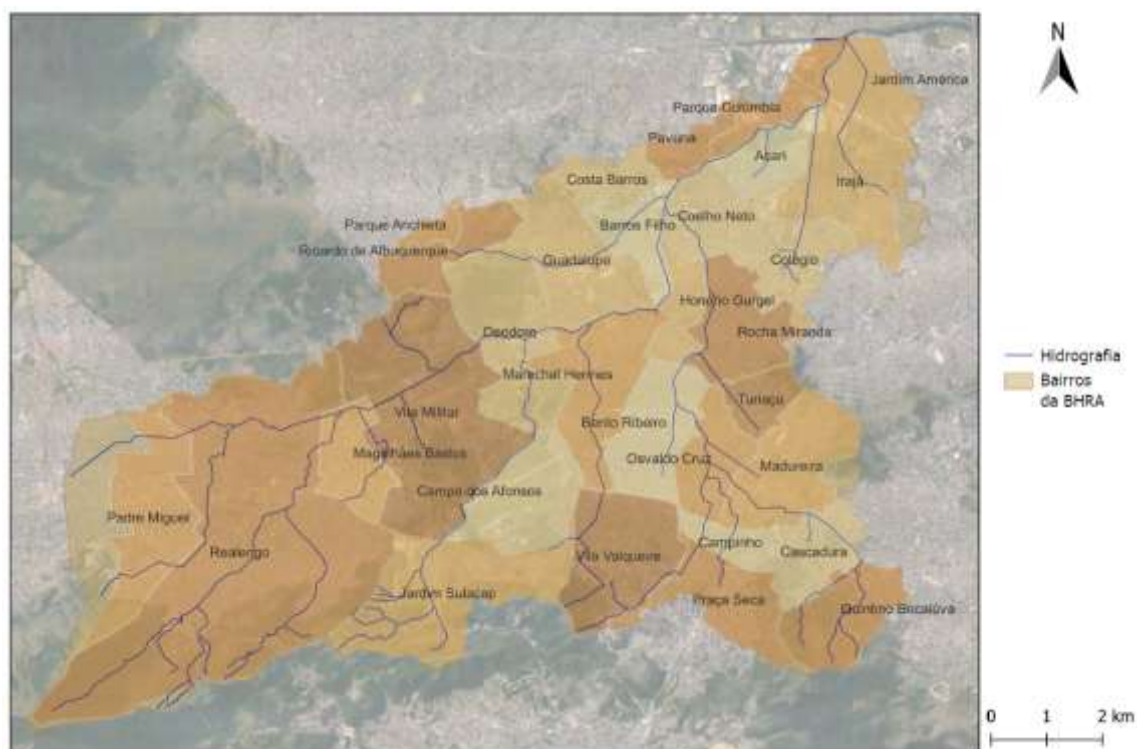 N
Jardim América
Parque Columbia
Pavuna
Acari
Costa Barros
Irajá
Parque Anchieta
Barros Filho
Coelho Neto
Ricardo de Albuquerque
Guadalupe
Colégio
Honório Gurgel
Deodoro
Rocha Miranda
Hidrografia
Marechal Hermes
Bairros
da BHRA
Vila Militar
Turiaçu
Bento Ribeiro
Magalhães Bastos
Osvaldo Cruz
Madureira
Campo dos Afonsos
Padre Miguel
Realengo
Vila Valqueire
Campinho
Cascadura
Jardim Sulacap
Praça Seca
Quintino Bocaiúva
0 1 2 km